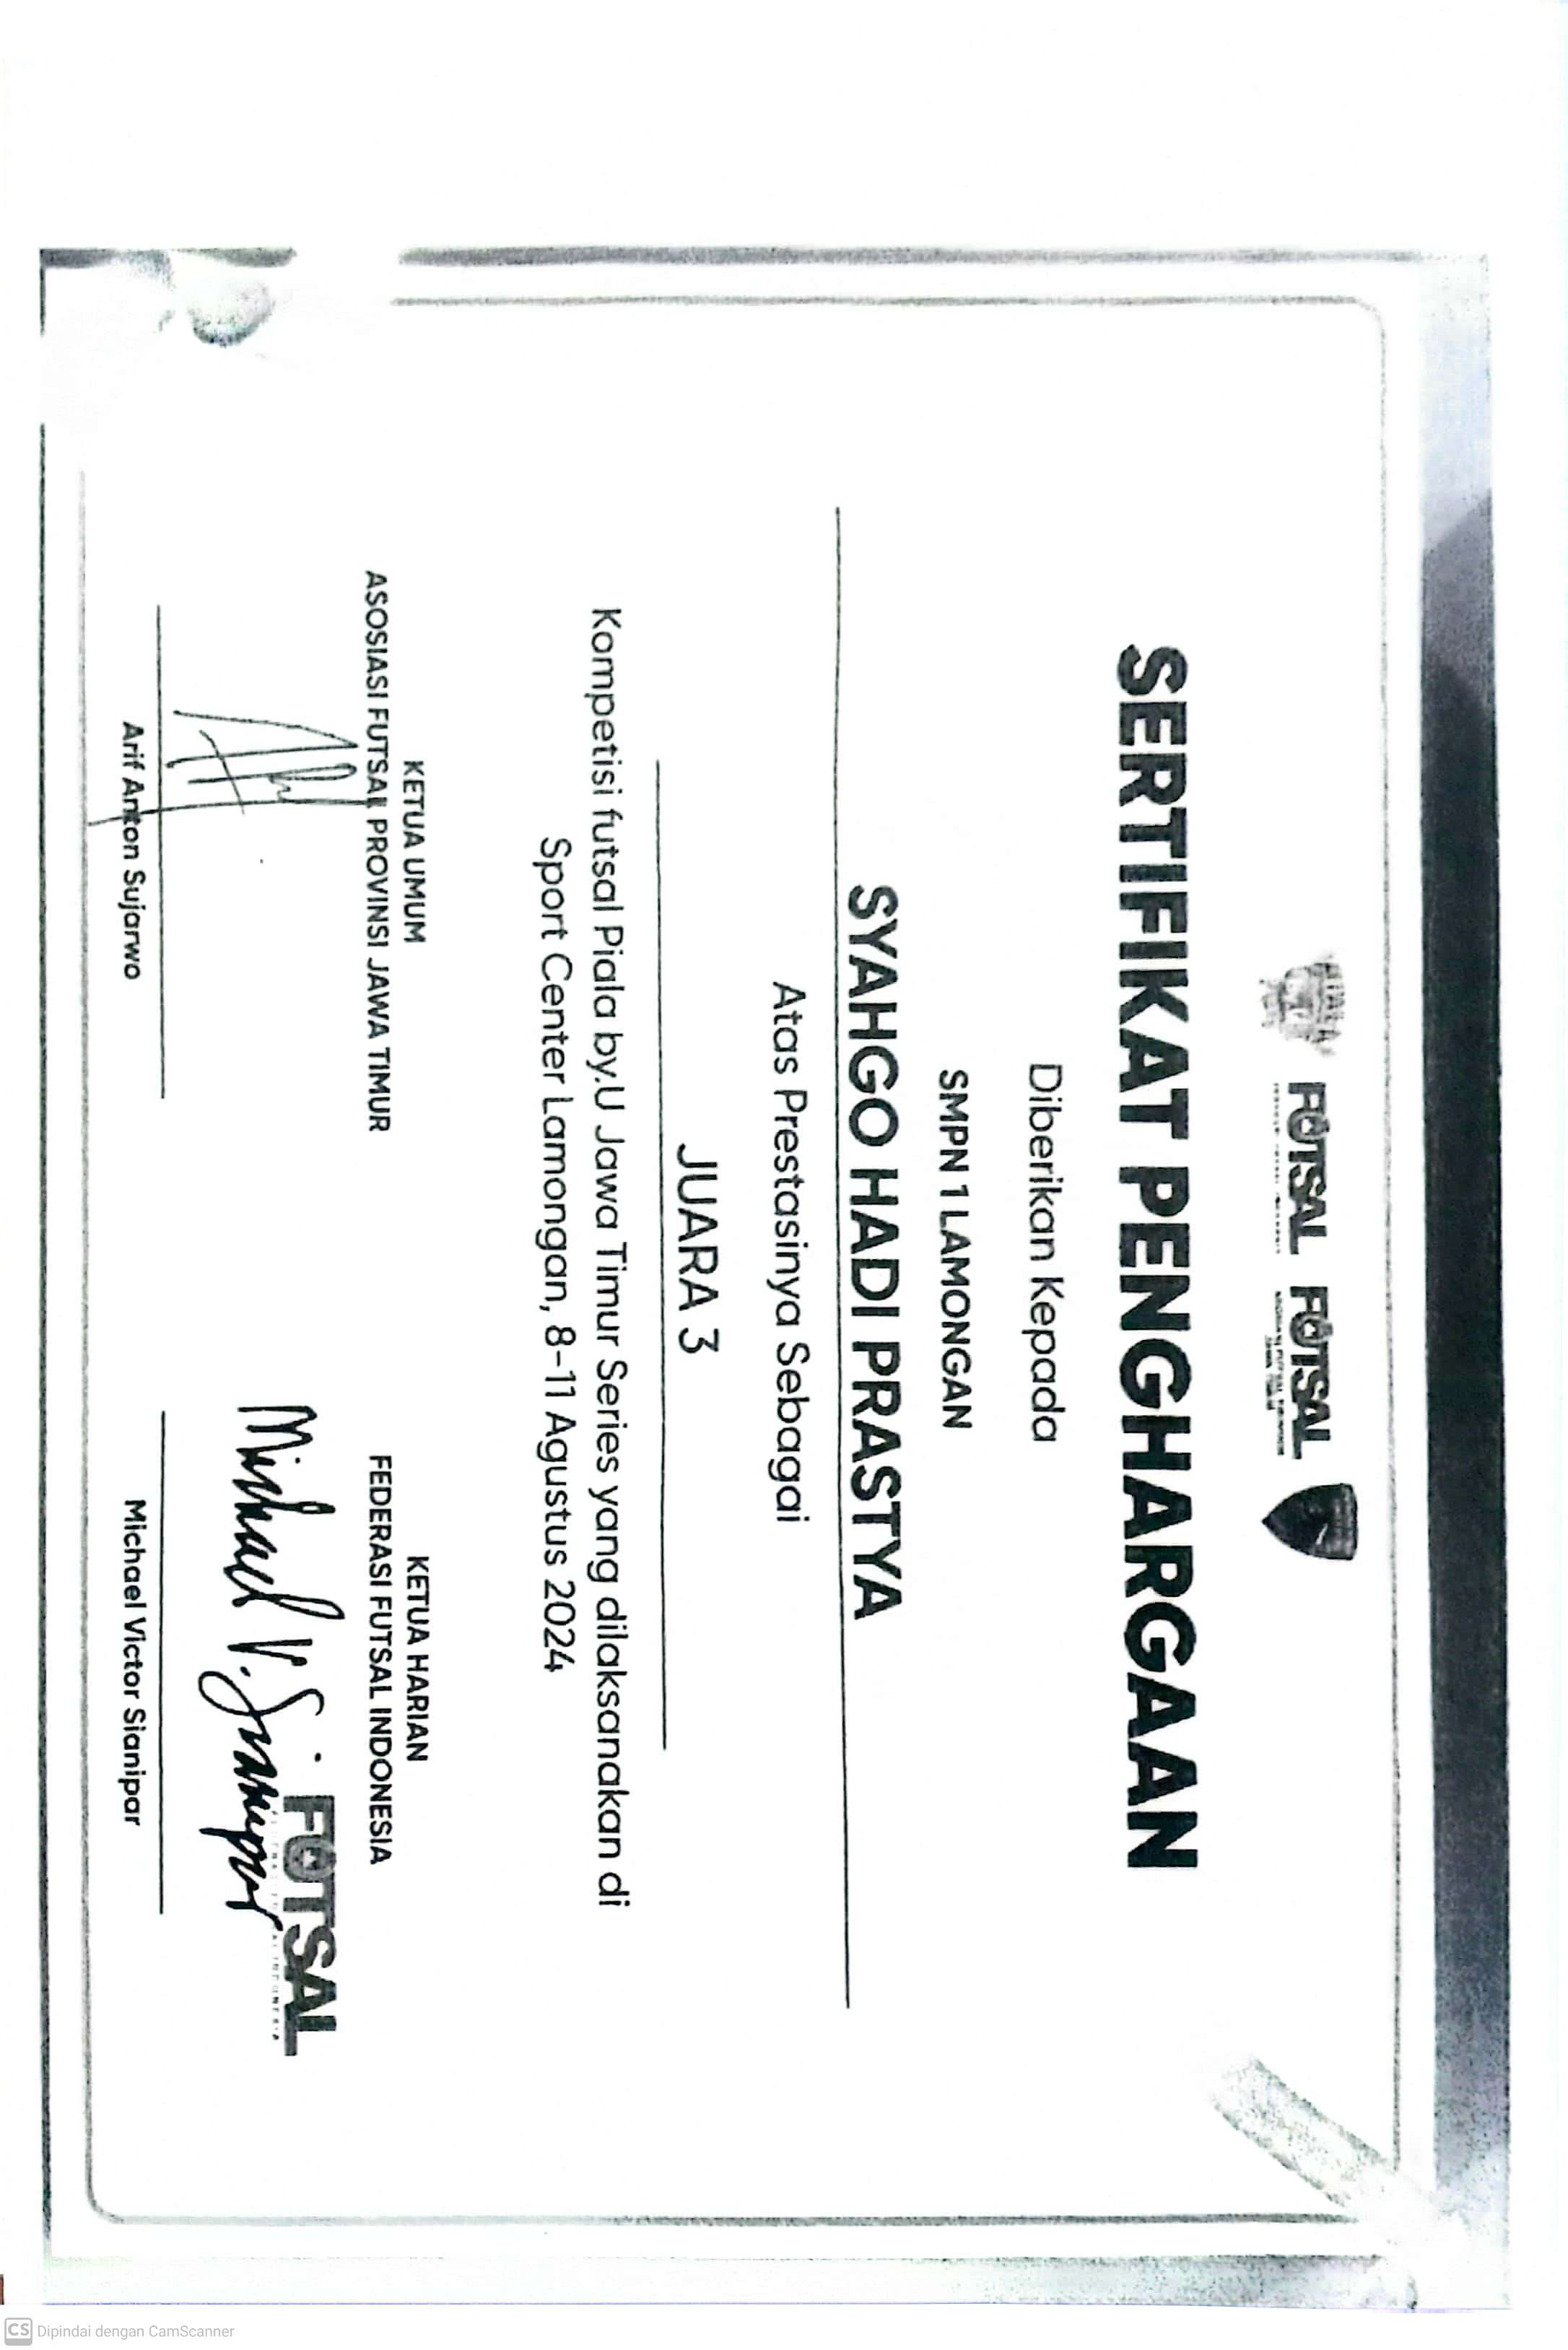 FUTSAL
FUTSAL
SERTIFIKAT PENGHARGAAN
Diberikan Kepada
SMPN 1 LAMONGAN
SYAHGO HADI PRASTYA
Atas Prestasinya Sebagai
JUARA 3
Kompetisi futsal Piala by.U Jawa Timur Series yang dilaksanakan di
Sport Center Lamongan, 8-11 Agustus 2024
KETUA UMUM
ASOSIASI FUTSAL PROVINSI JAWA TIMUR
Arif Anton Sujarwo
KETUA HARIAN
FEDERASI FUTSAL INDONESIA
Michael V. Sianipar
FUTSAL
Michael Victor Sianipar
CS Dipindai dengan CamScanner